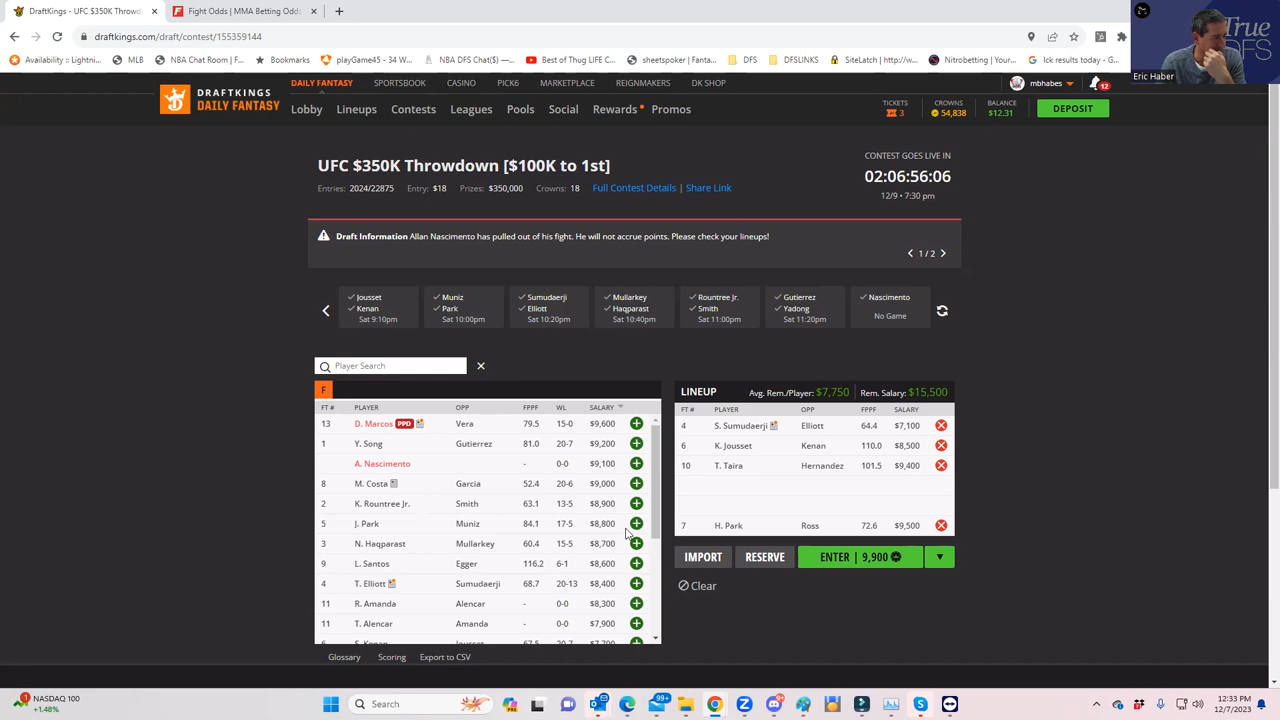 DraftKings - UFC $350K Throwd
Fight Odds | MMA Betting Odds
draftkings.com/draft/contest/155359144
Availability :: Lightni...
MLB
NBA Chat Room | F...
Bookmarks
playGame45 - 34 W...
NBA DFS Chat($) —...
Best of Thug LIFE C...
sheetspoker | Fanta...
DFS
DFSLINKS
SiteLatch | http://w...
Nitrobetting | Your...
Ick results today - G...
True
DFS
Eric Haber
DRAFTKINGS
DAILY FANTASY
DAILY FANTASY
SPORTSBOOK
CASINO
PICK6
MARKETPLACE
REIGNMAKERS
DK SHOP
mbhabes
12
Lobby
Lineups
Contests
Leagues
Pools
Social
Rewards
Promos
TICKETS
3
CROWNS
54,838
BALANCE
$12.31
DEPOSIT
UFC $350K Throwdown [$100K to 1st]
Entries: 2024/22875 Entry: $18 Prizes: $350,000 Crowns: 18 Full Contest Details | Share Link
CONTEST GOES LIVE IN
02:06:56:06
12/9 • 7:30 pm
Draft Information Allan Nascimento has pulled out of his fight. He will not accrue points. Please check your lineups!
1 / 2
Jousset
Kenan
Sat 9:10pm
Muniz
Park
Sat 10:00pm
Sumudaerji
Elliott
Sat 10:20pm
Mullarkey
Haqparast
Sat 10:40pm
Rountree Jr.
Smith
Sat 11:00pm
Gutierrez
Yadong
Sat 11:20pm
Nascimento
No Game
Player Search
F
FT # PLAYER OPP FPPF WL SALARY
13 D. Marcos PPD Vera 79.5 15-0 $9,600
1 Y. Song Gutierrez 81.0 20-7 $9,200
A. Nascimento - 0-0 $9,100
8 M. Costa Garcia 52.4 20-6 $9,000
2 K. Rountree Jr. Smith 63.1 13-5 $8,900
5 J. Park Muniz 84.1 17-5 $8,800
3 N. Haqparast Mullarkey 60.4 15-5 $8,700
9 L. Santos Egger 116.2 6-1 $8,600
4 T. Elliott Sumudaerji 68.7 20-13 $8,400
11 R. Amanda Alencar - 0-0 $8,300
11 T. Alencar Amanda - 0-0 $7,900
6 S. Kenan Jousset 67.5 20-7 $7,700
LINEUP
Avg. Rem./Player: $7,750 Rem. Salary: $15,500
FT # PLAYER OPP FPPF SALARY
4 S. Sumudaerji Elliott 64.4 $7,100
6 K. Jousset Kenan 110.0 $8,500
10 T. Taira Hernandez 101.5 $9,400
7 H. Park Ross 72.6 $9,500
IMPORT
RESERVE
ENTER | 9,900
Clear
Glossary
Scoring
Export to CSV
1
NASDAQ 100
+1.48%
Search
99+
12:33 PM
12/7/2023